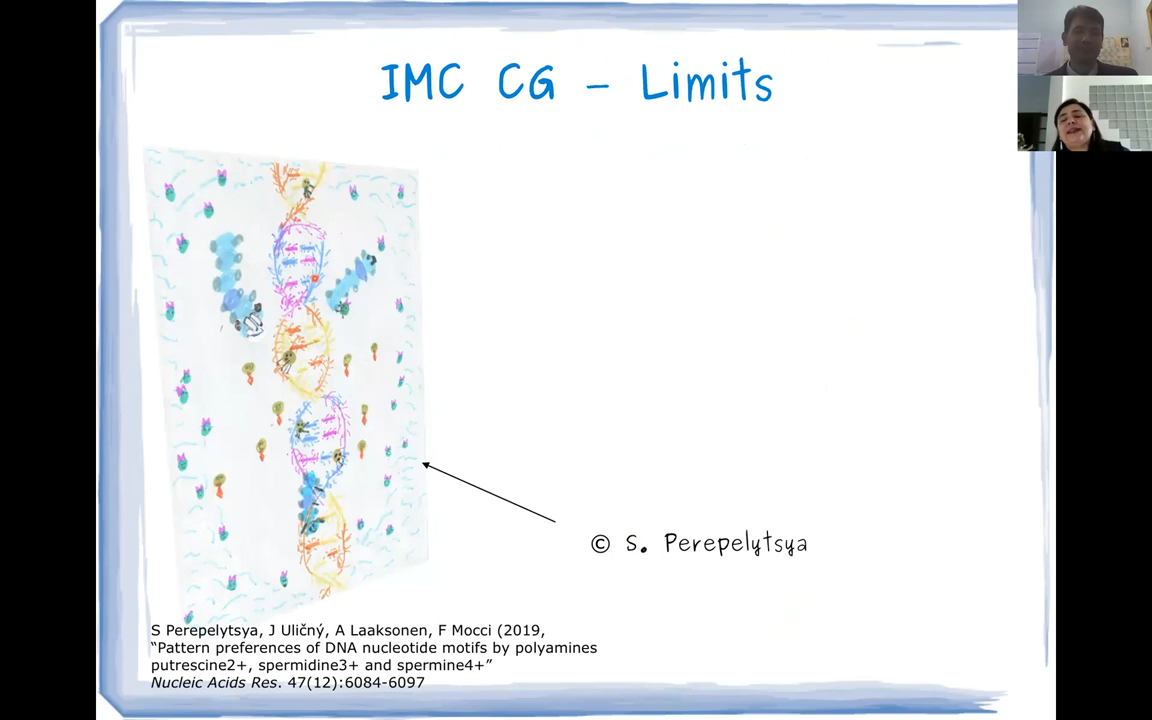 IMC CG – Limits
© S. Perepelytsya
S Perepelytsya, J Uličný, A Laaksonen, F Mocci (2019,
“Pattern preferences of DNA nucleotide motifs by polyamines
putrescine2+, spermidine3+ and spermine4+”
Nucleic Acids Res. 47(12):6084-6097